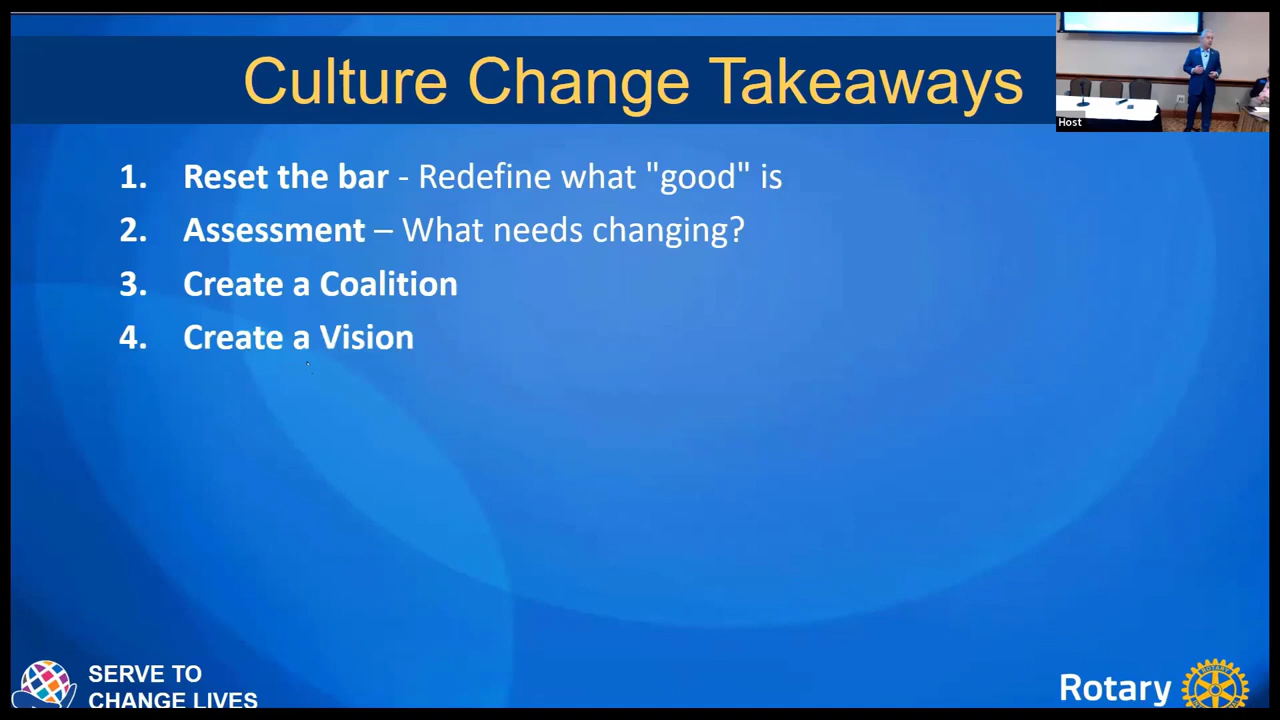 Culture Change Takeaways
Host
1. Reset the bar - Redefine what "good" is
2. Assessment – What needs changing?
3. Create a Coalition
4. Create a Vision
SERVE TO
CHANGE LIVES
Rotary